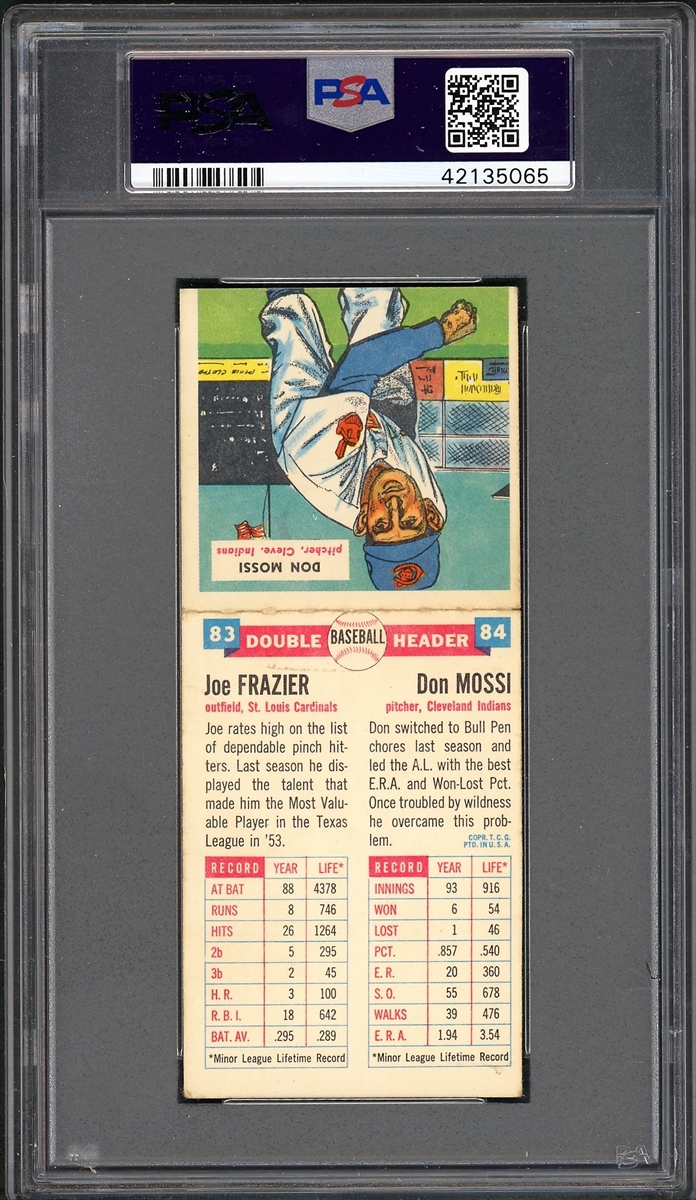 PSA
PSA
42135065
DON MOSSI
pitcher, Cleve. Indians
83 DOUBLE BASEBALL HEADER 84
Joe FRAZIER
outfield, St. Louis Cardinals
Joe rates high on the list
of dependable pinch hit-
ters. Last season he dis-
played the talent that
made him the Most Valu-
able Player in the Texas
League in '53.
RECORD YEAR LIFE*
AT BAT 88 4378
RUNS 8 746
HITS 26 1264
2b 5 295
3b 2 45
H. R. 3 100
R. B. I. 18 642
BAT. AV. .295 .289
*Minor League Lifetime Record
Don MOSSI
pitcher, Cleveland Indians
Don switched to Bull Pen
chores last season and
led the A.L. with the best
E.R.A. and Won-Lost Pct.
Once troubled by wildness
he overcame this prob-
lem.
COPR. T. C. G.
PTD. IN U. S. A.
RECORD YEAR LIFE*
INNINGS 93 916
WON 6 54
LOST 1 46
PCT. .857 .540
E. R. 20 360
S. O. 55 678
WALKS 39 476
E. R. A. 1.94 3.54
*Minor League Lifetime Record
PSA